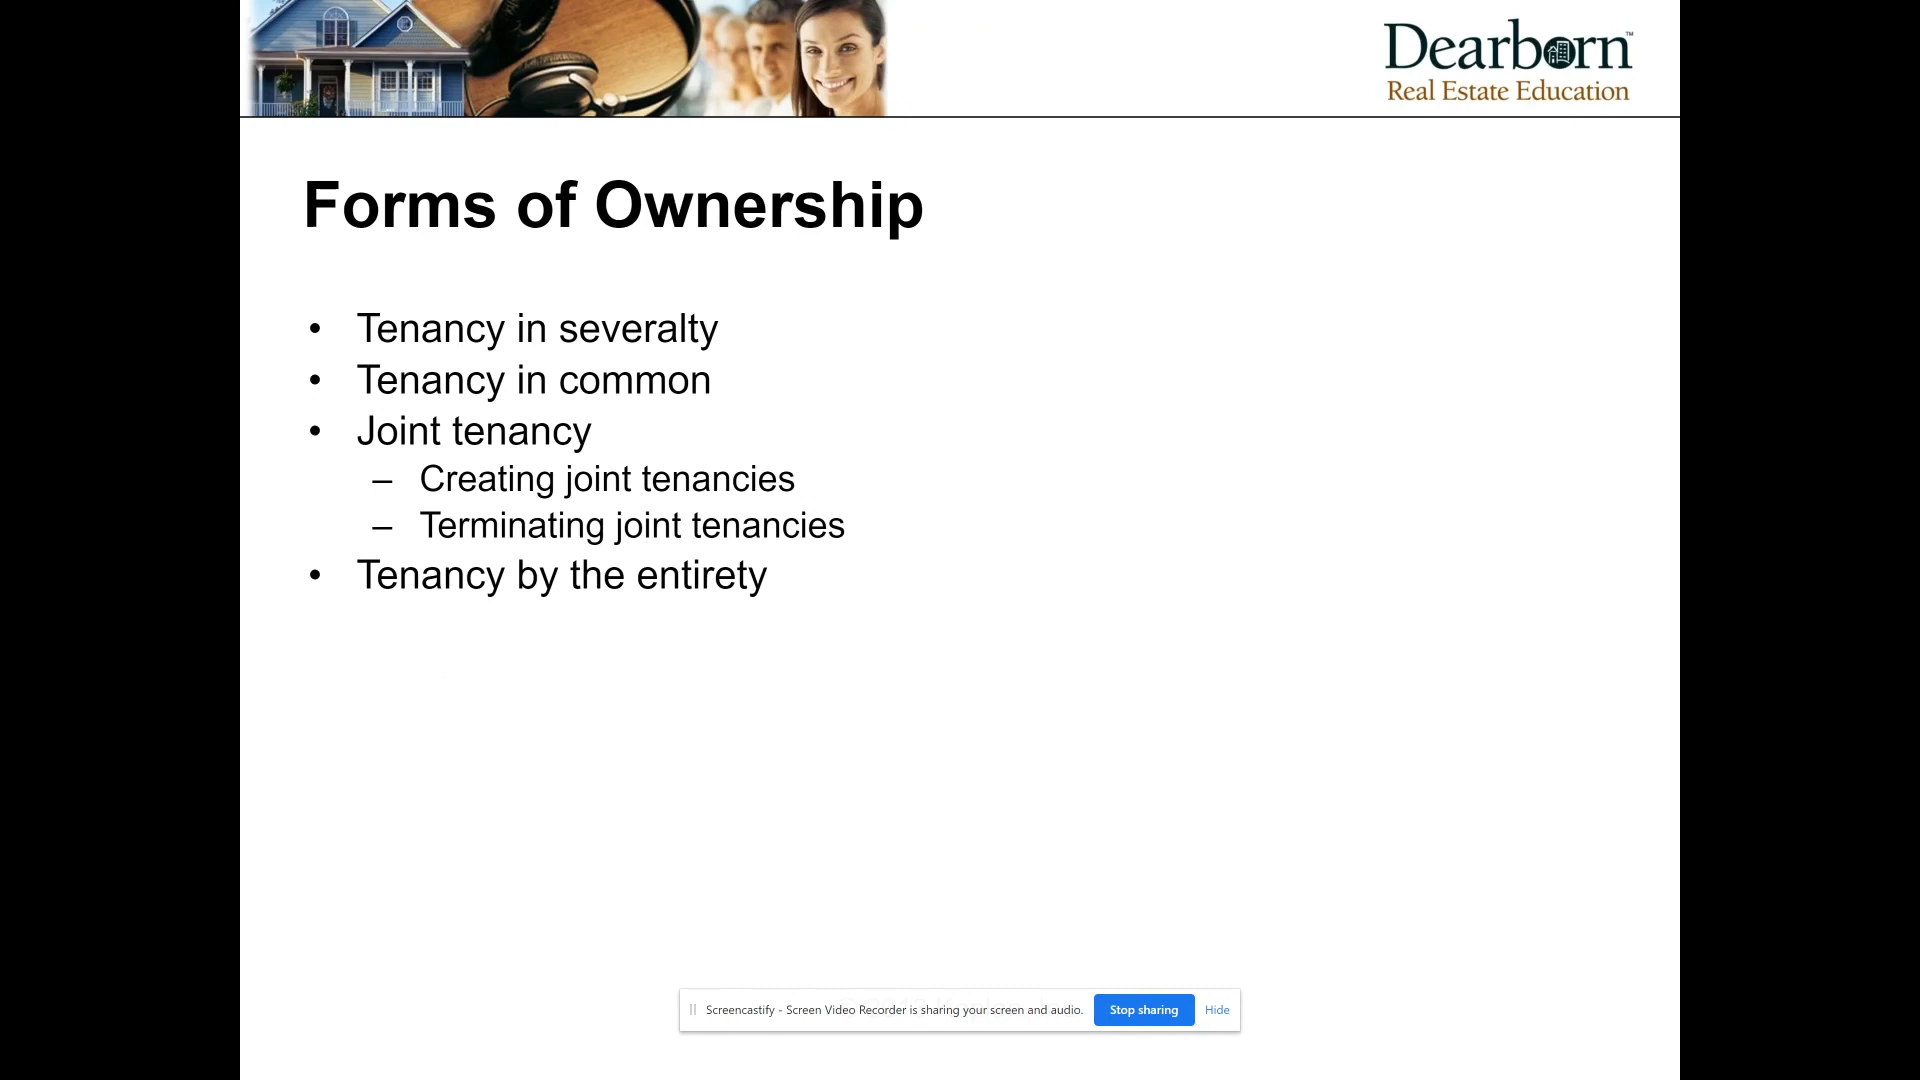 Dearborn™
Real Estate Education
Forms of Ownership
• Tenancy in severalty
• Tenancy in common
• Joint tenancy
– Creating joint tenancies
– Terminating joint tenancies
• Tenancy by the entirety
Screencastify - Screen Video Recorder is sharing your screen and audio. Stop sharing Hide